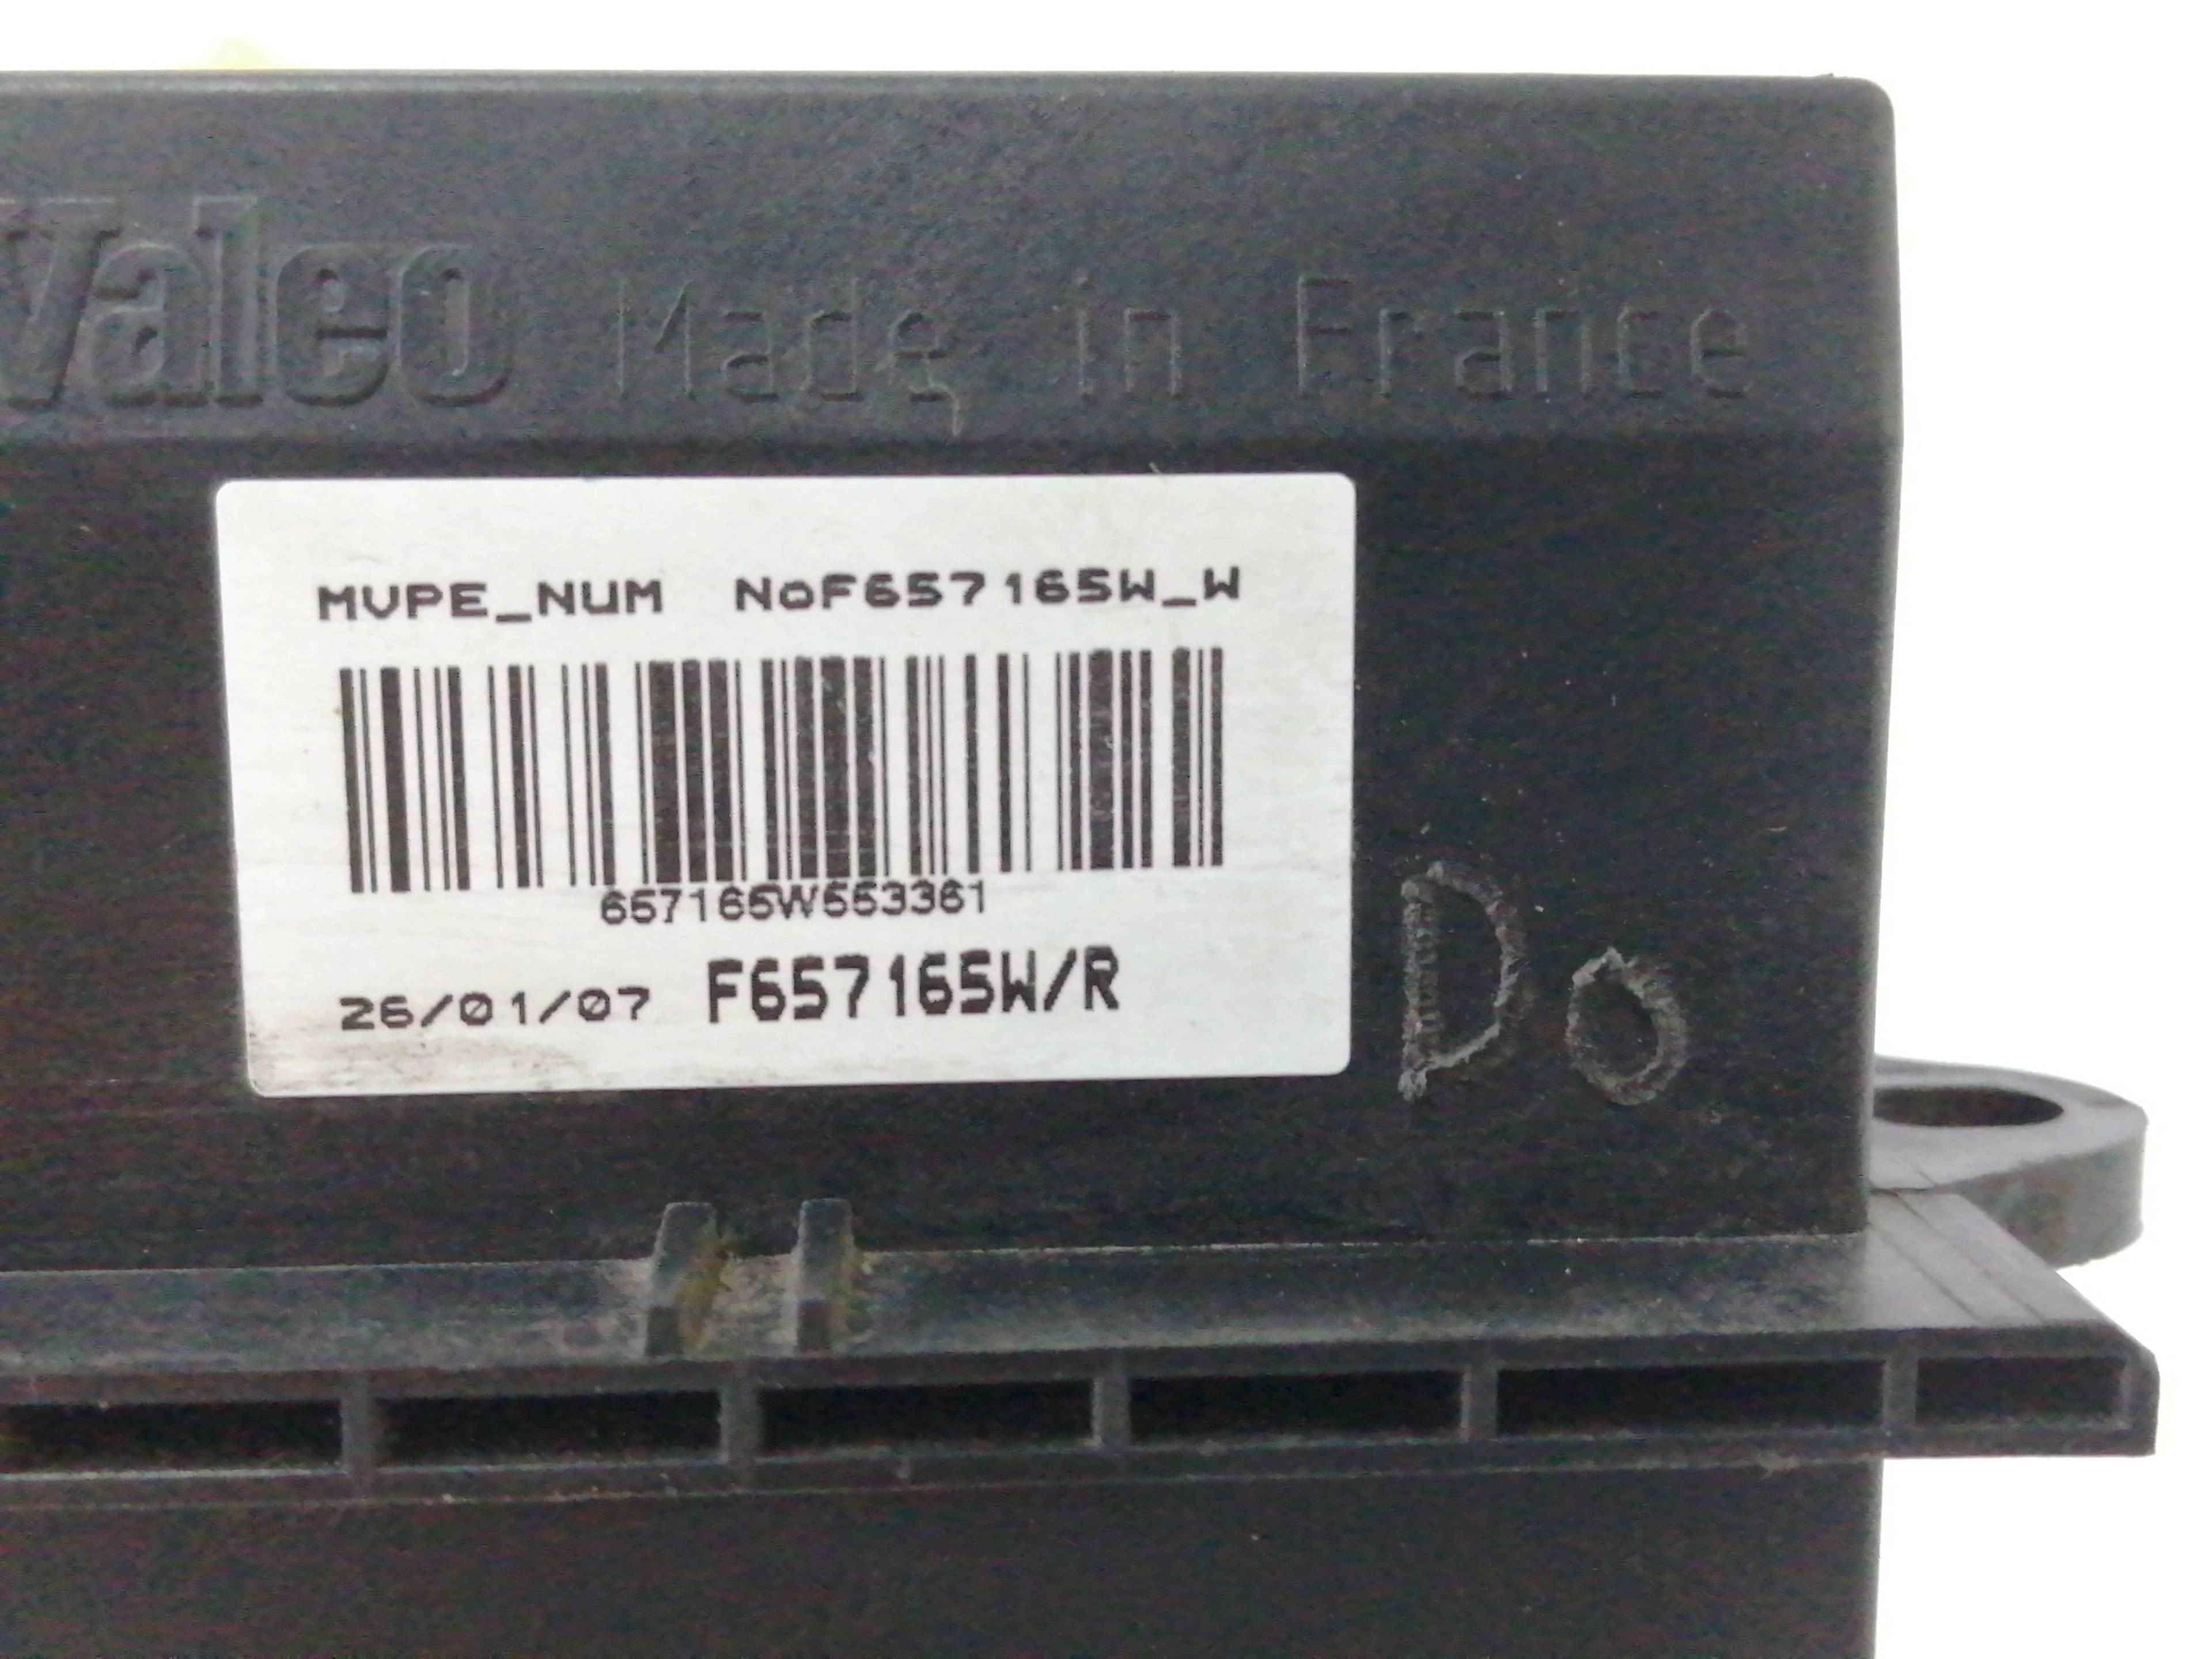 Valeo Made in France
MVPE_NUM NoF657165W_W
657165W553361
26/01/07 F657165W/R
Do